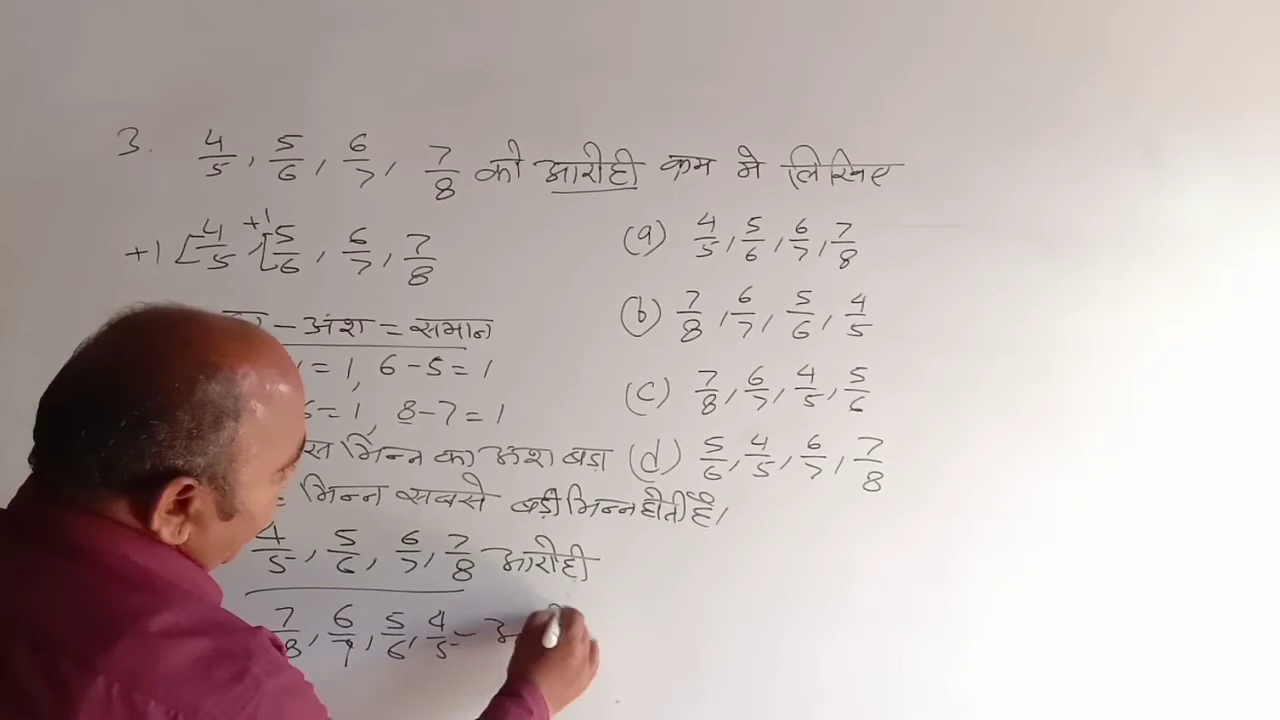 3. 4/5, 5/6, 6/7, 7/8 को आरोही कम मे लिखिए
+1 [4/5, +1 [5/6, 6/7, 7/8
- अंश = समान
= 1, 6-5=1
=1, 8-7=1
भिन्न का अंश बड़ा
= भिन्न सबसे बड़ी भिन्न होती है।
4/5, 5/6, 6/7, 7/8 आरोही
7/8, 6/7, 5/6, 4/5 -
(a) 4/5, 5/6, 6/7, 7/8
(b) 7/8, 6/7, 5/6, 4/5
(c) 7/8, 6/7, 4/5, 5/6
(d) 5/6, 4/5, 6/7, 7/8